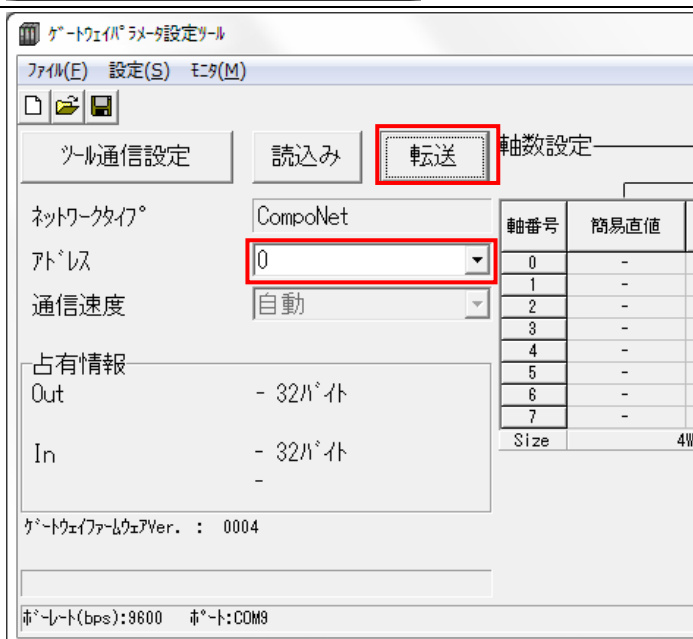 ｹﾞｰﾄｳｪｲﾊﾟﾗﾒｰﾀ設定ﾂｰﾙ
ﾌｧｲﾙ(F) 設定(S) ﾓﾆﾀ(M)
ﾂｰﾙ通信設定 読込み 転送
軸数設定
ﾈｯﾄﾜｰｸﾀｲﾌﾟ CompoNet
ｱﾄﾞﾚｽ 0
通信速度 自動
軸番号 簡易直値
0 -
1 -
2 -
3 -
4 -
5 -
6 -
7 -
Size 4W
占有情報
Out - 32ﾊﾞｲﾄ
In - 32ﾊﾞｲﾄ
-
ｹﾞｰﾄｳｪｲﾌｧｰﾑｳｪｱVer. : 0004
ﾎﾞｰﾚｰﾄ(bps):9600 ﾎﾟｰﾄ:COM9